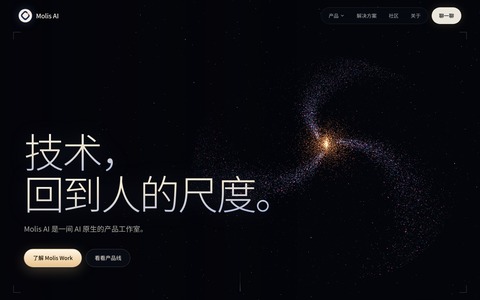 Molis AI
产品
解决方案
社区
关于
聊一聊
技术，
回到人的尺度。
Molis AI 是一间 AI 原生的产品工作室。
了解 Molis Work
看看产品线